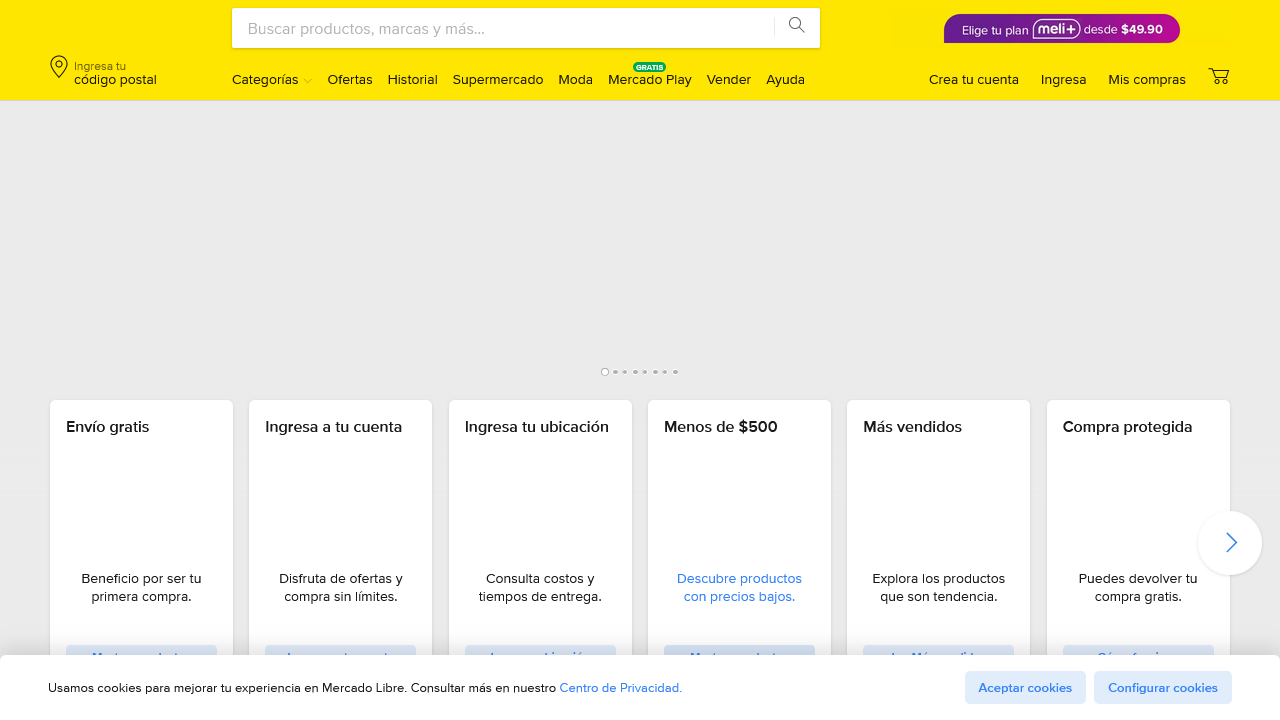 Buscar productos, marcas y más...
Elige tu plan meli+ desde $49.90
Ingresa tu
código postal
Categorías
Ofertas
Historial
Supermercado
Moda
GRATIS
Mercado Play
Vender
Ayuda
Crea tu cuenta
Ingresa
Mis compras
Envío gratis
Ingresa a tu cuenta
Ingresa tu ubicación
Menos de $500
Más vendidos
Compra protegida
Beneficio por ser tu
primera compra.
Disfruta de ofertas y
compra sin límites.
Consulta costos y
tiempos de entrega.
Descubre productos
con precios bajos.
Explora los productos
que son tendencia.
Puedes devolver tu
compra gratis.
Usamos cookies para mejorar tu experiencia en Mercado Libre. Consultar más en nuestro Centro de Privacidad.
Aceptar cookies
Configurar cookies